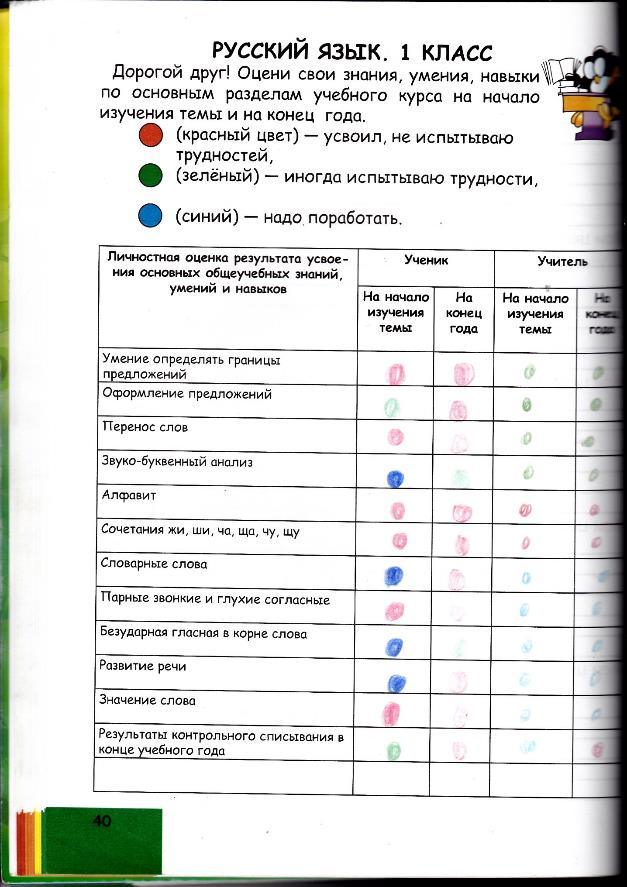 РУССКИЙ ЯЗЫК. 1 КЛАСС
Дорогой друг! Оцени свои знания, умения, навыки
по основным разделам учебного курса на начало
изучения темы и на конец года.
(красный цвет) — усвоил, не испытываю
трудностей,
(зелёный) — иногда испытываю трудности,
(синий) — надо поработать.
Личностная оценка результата усвое-
ния основных общеучебных знаний,
умений и навыков
Ученик
Учитель
На начало
изучения
темы
На
конец
года
На начало
изучения
темы
На
конец
года
Умение определять границы
предложений
Оформление предложений
Перенос слов
Звуко-буквенный анализ
Алфавит
Сочетания жи, ши, ча, ща, чу, щу
Словарные слова
Парные звонкие и глухие согласные
Безударная гласная в корне слова
Развитие речи
Значение слова
Результаты контрольного списывания в
конце учебного года
40